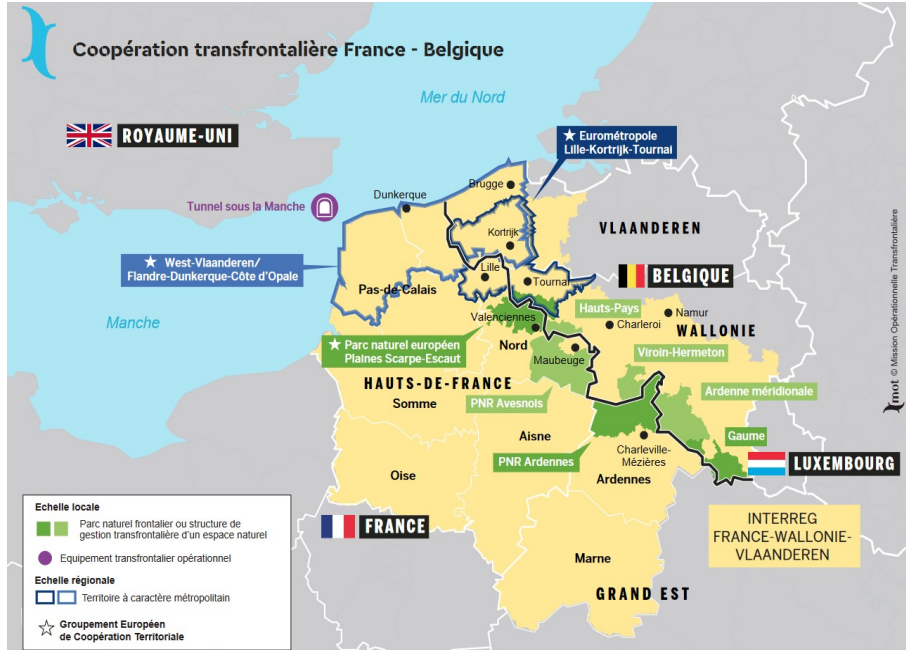 Coopération transfrontalière France - Belgique
Mer du Nord
ROYAUME-UNI
Eurométropole
Lille-Kortrijk-Tournai
Tunnel sous la Manche
Dunkerque
Brugge
Kortrijk
VLAANDEREN
West-Vlaanderen/
Flandre-Dunkerque-Côte d'Opale
Lille
Tournai
BELGIQUE
Pas-de-Calais
Hauts-Pays
Namur
Manche
Valenciennes
Charleroi
WALLONIE
Parc naturel européen
Plaines Scarpe-Escaut
Nord
Maubeuge
Viroin-Hermeton
HAUTS-DE-FRANCE
PNR Avesnois
Ardenne méridionale
Somme
Aisne
Gaume
PNR Ardennes
Charleville-
Mézières
LUXEMBOURG
Oise
Ardennes
FRANCE
INTERREG
FRANCE-WALLONIE-
VLAANDEREN
Marne
GRAND EST
Echelle locale
Parc naturel frontalier ou structure de
gestion transfrontalière d'un espace naturel
Equipement transfrontalier opérationnel
Echelle régionale
Territoire à caractère métropolitain
Groupement Européen
de Coopération Territoriale
mot © Mission Opérationnelle Transfrontalière